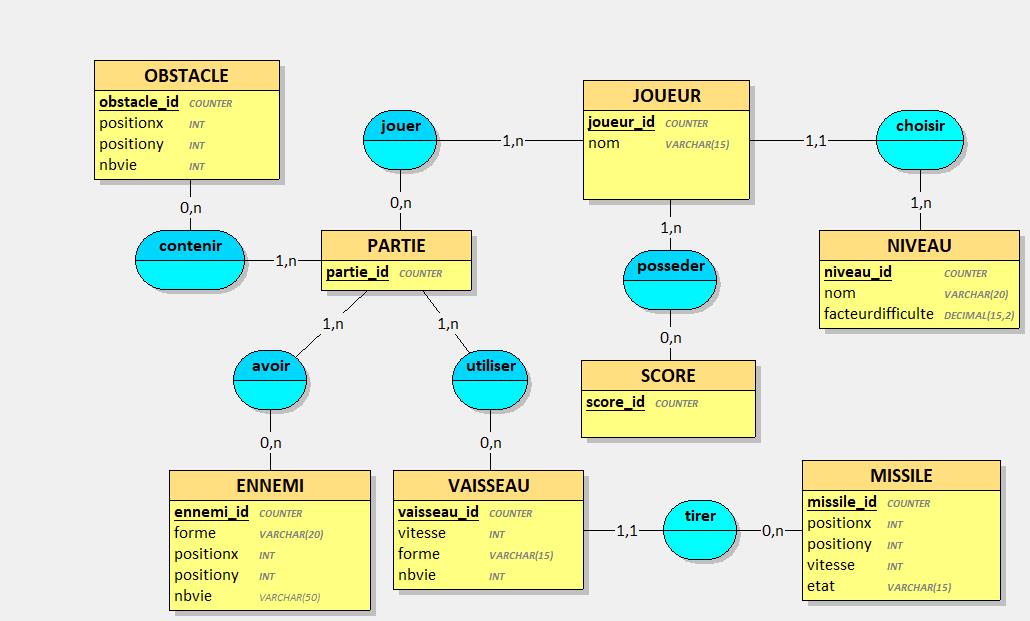 OBSTACLE
obstacle_id COUNTER
positionx INT
positiony INT
nbvie INT
jouer
1,n
JOUEUR
joueur_id COUNTER
nom VARCHAR(15)
1,1
choisir
0,n
0,n
1,n
1,n
contenir
1,n
PARTIE
partie_id COUNTER
posseder
NIVEAU
niveau_id COUNTER
nom VARCHAR(20)
facteurdifficulte DECIMAL(15,2)
1,n
1,n
0,n
avoir
utiliser
SCORE
score_id COUNTER
0,n
0,n
ENNEMI
ennemi_id COUNTER
forme VARCHAR(20)
positionx INT
positiony INT
nbvie VARCHAR(50)
VAISSEAU
vaisseau_id COUNTER
vitesse INT
forme VARCHAR(15)
nbvie INT
1,1
tirer
0,n
MISSILE
missile_id COUNTER
positionx INT
positiony INT
vitesse INT
etat VARCHAR(15)